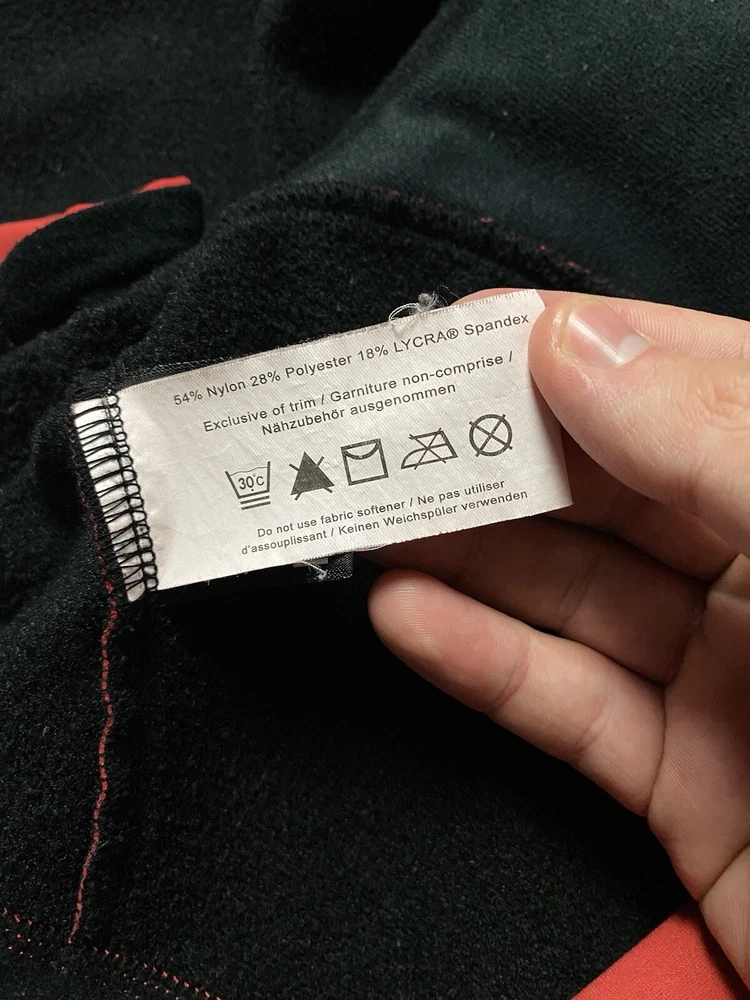 54% Nylon 28% Polyester 18% LYCRA® Spandex
Exclusive of trim / Garniture non-comprise /
Nähzubehör ausgenommen
30°C
Do not use fabric softener / Ne pas utiliser
d'assouplissant / Keinen Weichspüler verwenden